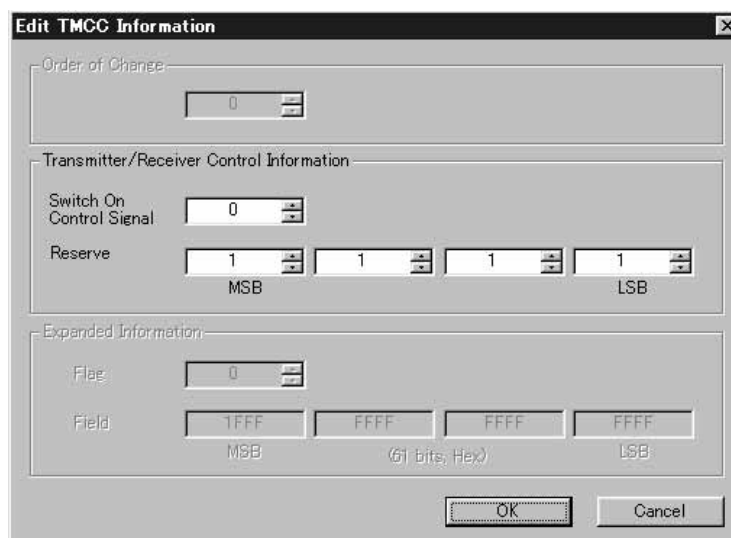 Edit TMCC Information
Order of Change
0
Transmitter/Receiver Control Information
Switch On
Control Signal
0
Reserve
1 1 1 1
MSB LSB
Expanded Information
Flag
0
Field
1FFF FFFF FFFF FFFF
MSB (61 bits, Hex) LSB
OK Cancel